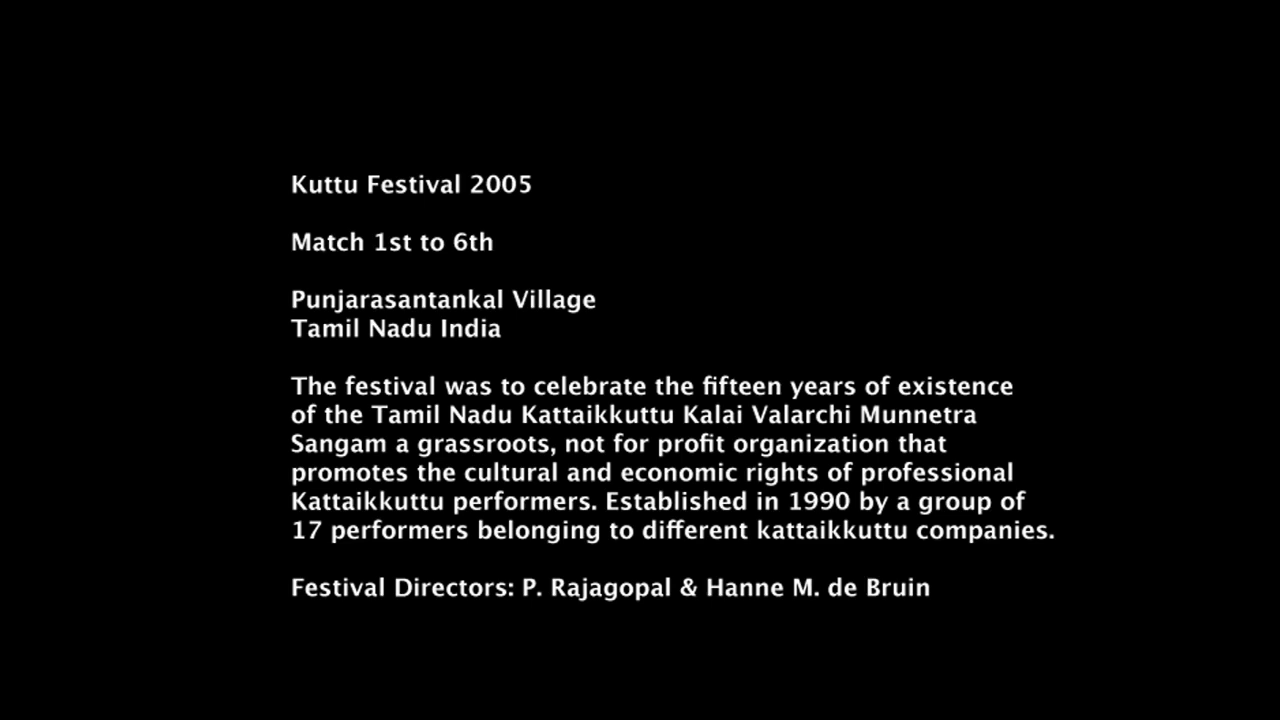 Kuttu Festival 2005
Match 1st to 6th
Punjarasantankal Village
Tamil Nadu India
The festival was to celebrate the fifteen years of existence
of the Tamil Nadu Kattaikkuttu Kalai Valarchi Munnetra
Sangam a grassroots, not for profit organization that
promotes the cultural and economic rights of professional
Kattaikkuttu performers. Established in 1990 by a group of
17 performers belonging to different kattaikkuttu companies.
Festival Directors: P. Rajagopal & Hanne M. de Bruin